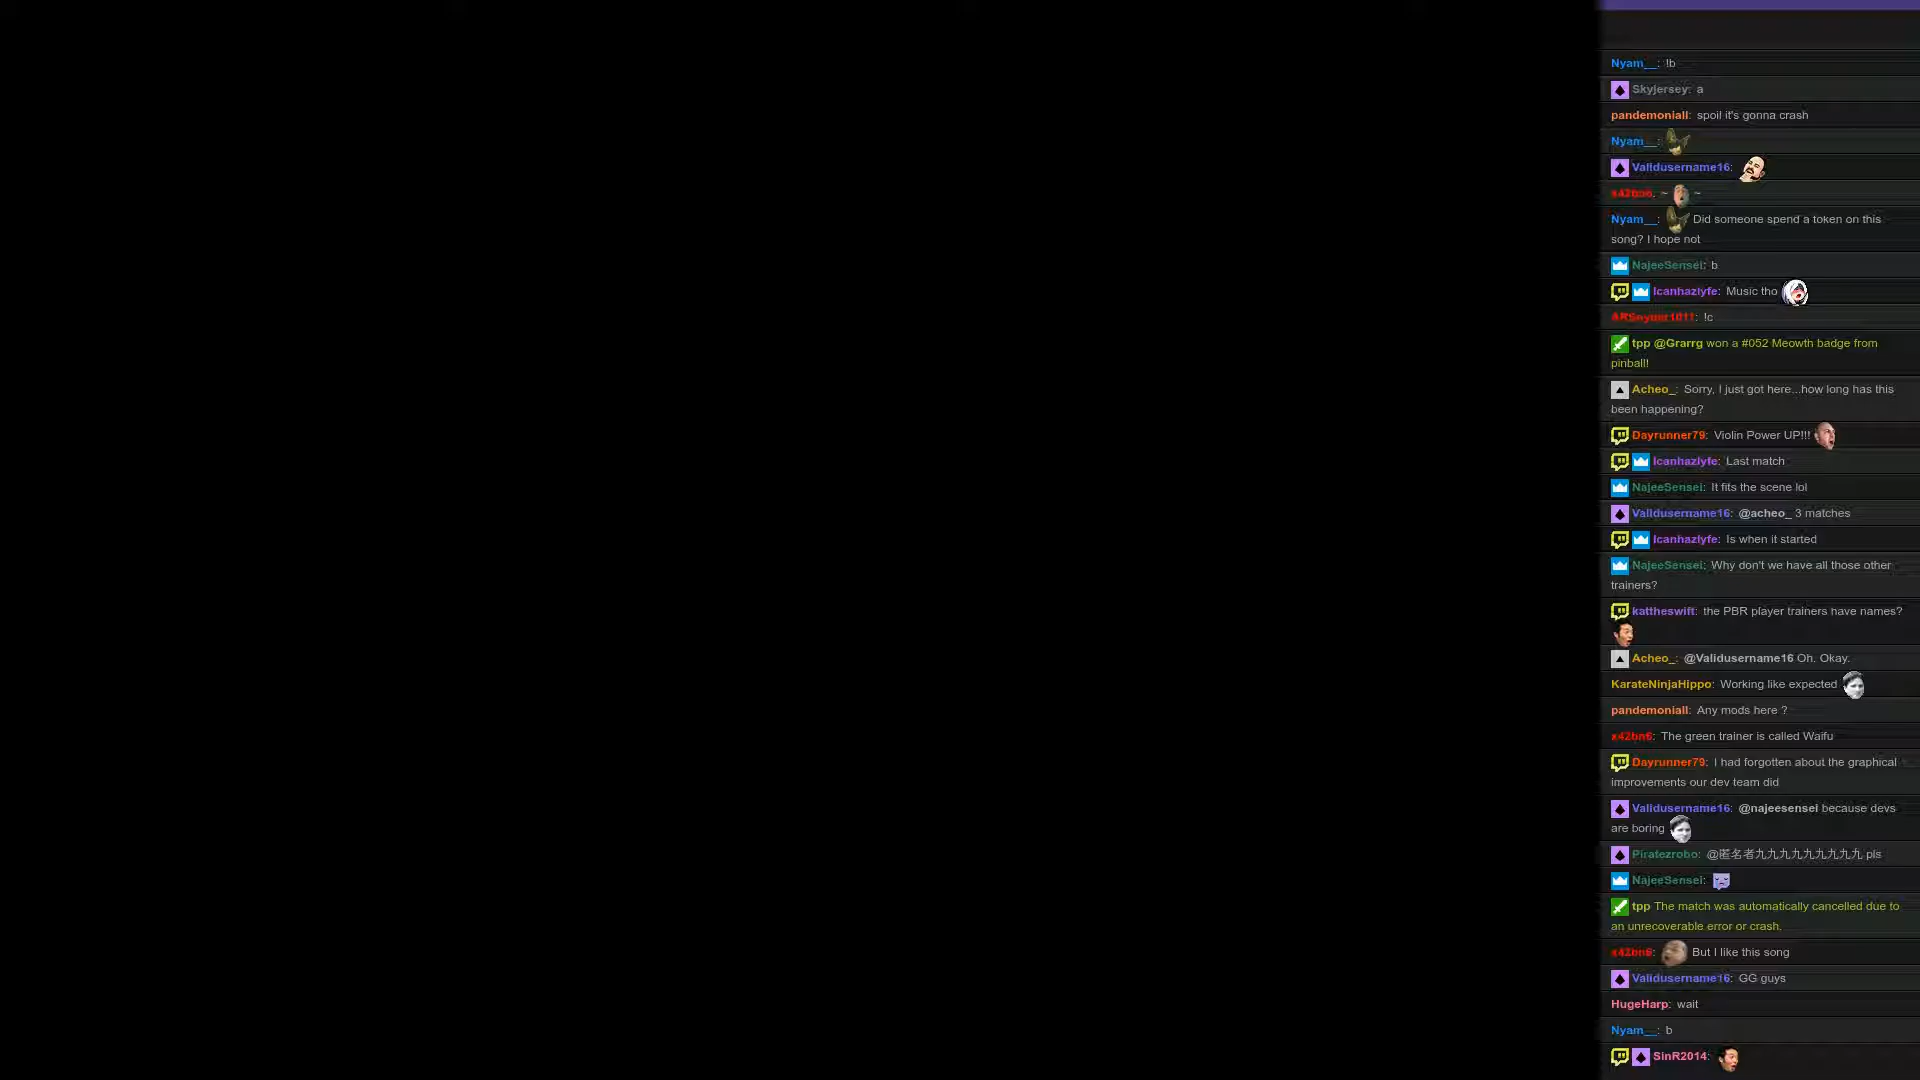 Nyam__: !b
Skyjersey: a
pandemoniall: spoil it's gonna crash
Nyam__:
Validusername16:
x42bn6: ~ ~
Nyam__: Did someone spend a token on this
song? I hope not
NajeeSensei: b
Icanhazlyfe: Music tho
: !c
tpp @Grarrg won a #052 Meowth badge from
pinball!
Acheo_: Sorry, I just got here...how long has this
been happening?
Dayrunner79: Violin Power UP!!!
Icanhazlyfe: Last match
NajeeSensei: It fits the scene lol
Validusername16: @acheo_ 3 matches
Icanhazlyfe: Is when it started
NajeeSensei: Why don't we have all those other
trainers?
kattheswift: the PBR player trainers have names?
Acheo_: @Validusername16 Oh. Okay.
KarateNinjaHippo: Working like expected
pandemoniall: Any mods here ?
x42bn6: The green trainer is called Waifu
Dayrunner79: I had forgotten about the graphical
improvements our dev team did
Validusername16: @najeesensei because devs
are boring
Piratezrobo: @匿名者九九九九九九九九九 pls
NajeeSensei:
tpp The match was automatically cancelled due to
an unrecoverable error or crash.
x42bn6: But I like this song
Validusername16: GG guys
HugeHarp: wait
Nyam__: b
SinR2014: